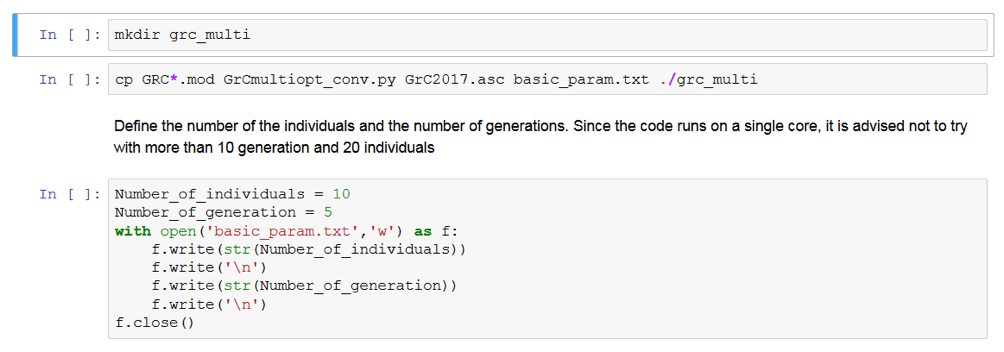 In [ ]: mkdir grc_multi
In [ ]: cp GRC*.mod GrCmultiopt_conv.py GrC2017.asc basic_param.txt ./grc_multi
Define the number of the individuals and the number of generations. Since the code runs on a single core, it is advised not to try
with more than 10 generation and 20 individuals
In [ ]: Number_of_individuals = 10
Number_of_generation = 5
with open('basic_param.txt','w') as f:
    f.write(str(Number_of_individuals))
    f.write('\n')
    f.write(str(Number_of_generation))
    f.write('\n')
f.close()